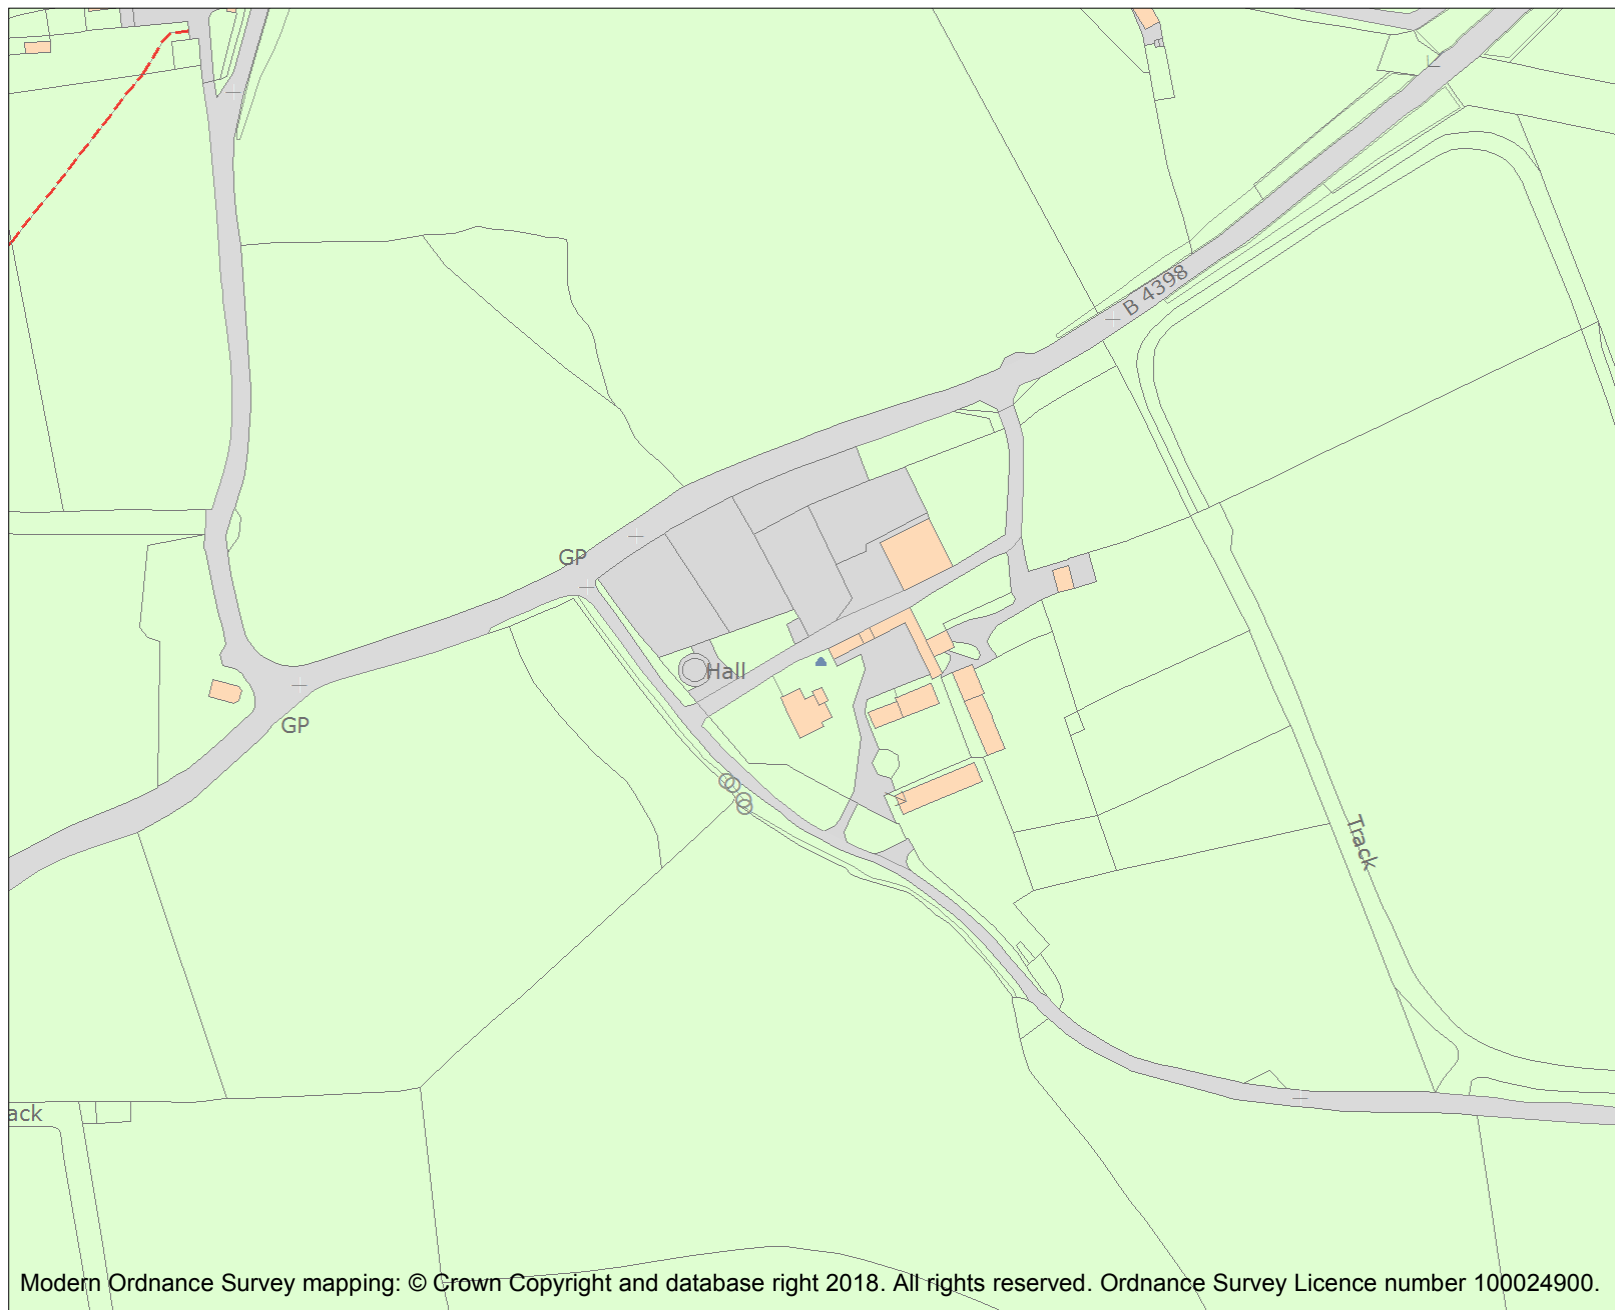 B 4398
GP
Hall
GP
Track
ack
Modern Ordnance Survey mapping: © Crown Copyright and database right 2018. All rights reserved. Ordnance Survey Licence number 100024900.